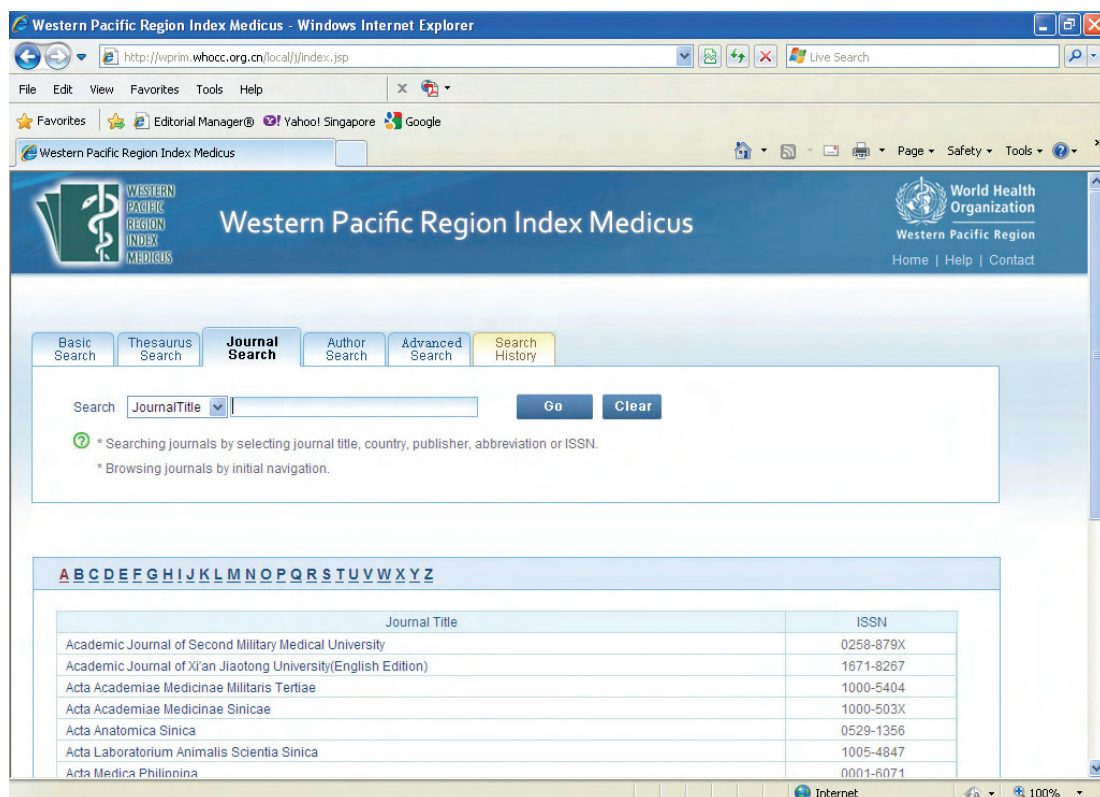 Western Pacific Region Index Medicus - Windows Internet Explorer
http://wprim.whocc.org.cn/local/j/index.jsp
Live Search
File Edit View Favorites Tools Help
Favorites Editorial Manager® Yahoo! Singapore Google
Western Pacific Region Index Medicus
Page Safety Tools
WESTERN
PACIFIC
REGION
INDEX
MEDICUS
Western Pacific Region Index Medicus
World Health
Organization
Western Pacific Region
Home | Help | Contact
Basic
Search
Thesaurus
Search
Journal
Search
Author
Search
Advanced
Search
Search
History
Search JournalTitle Go Clear
* Searching journals by selecting journal title, country, publisher, abbreviation or ISSN.
* Browsing journals by initial navigation.
A B C D E F G H I J K L M N O P Q R S T U V W X Y Z
Journal Title ISSN
Academic Journal of Second Military Medical University 0258-879X
Academic Journal of Xi'an Jiaotong University(English Edition) 1671-8267
Acta Academiae Medicinae Militaris Tertiae 1000-5404
Acta Academiae Medicinae Sinicae 1000-503X
Acta Anatomica Sinica 0529-1356
Acta Laboratorium Animalis Scientia Sinica 1005-4847
Acta Medica Philippina 0001-6071
Internet 100%